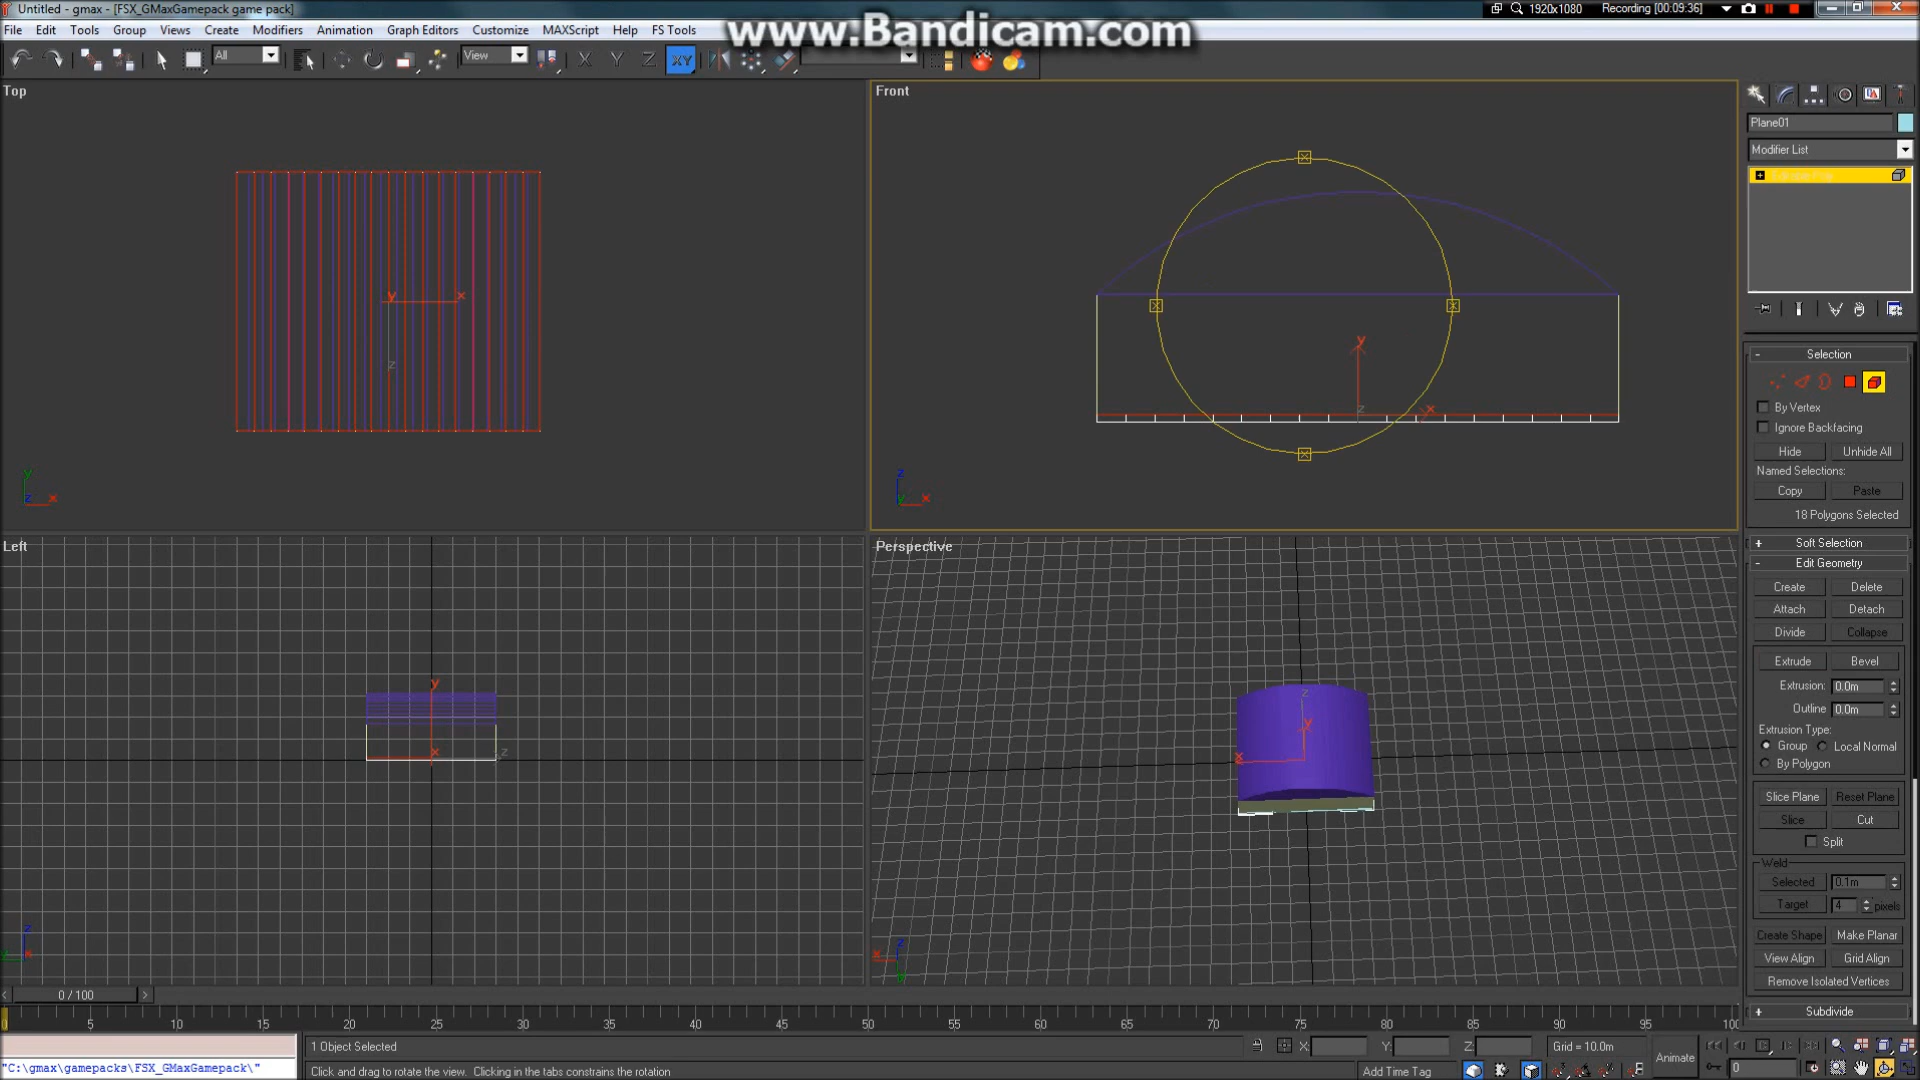 Untitled - gmax - [FSX_GMaxGamepack game pack]
www.Bandicam.com
1920x1080 Recording [00:09:36]
File Edit Tools Group Views Create Modifiers Animation Graph Editors Customize MAXScript Help FS Tools
All View X Y Z XY
Top
Front
Plane01
Modifier List
Selection
By Vertex
Ignore Backfacing
Hide Unhide All
Named Selections:
Copy Paste
18 Polygons Selected
Left
Perspective
Soft Selection
Edit Geometry
Create Delete
Attach Detach
Divide Collapse
Extrude Bevel
Extrusion: 0.0m
Outline 0.0m
Extrusion Type:
Group Local Normal
By Polygon
Slice Plane Reset Plane
Slice Cut
Split
Weld
Selected 0.1m
Target 4 pixels
Create Shape Make Planar
View Align Grid Align
Remove Isolated Vertices
Subdivide
0 / 100
0 5 10 15 20 25 30 35 40 45 50 55 60 65 70 75 80 85 90 95 100
1 Object Selected X: Y: Z: Grid = 10.0m
Animate
"C:\gmax\gamepacks\FSX_GMaxGamepack\"
Click and drag to rotate the view. Clicking in the tabs constrains the rotation
Add Time Tag
0